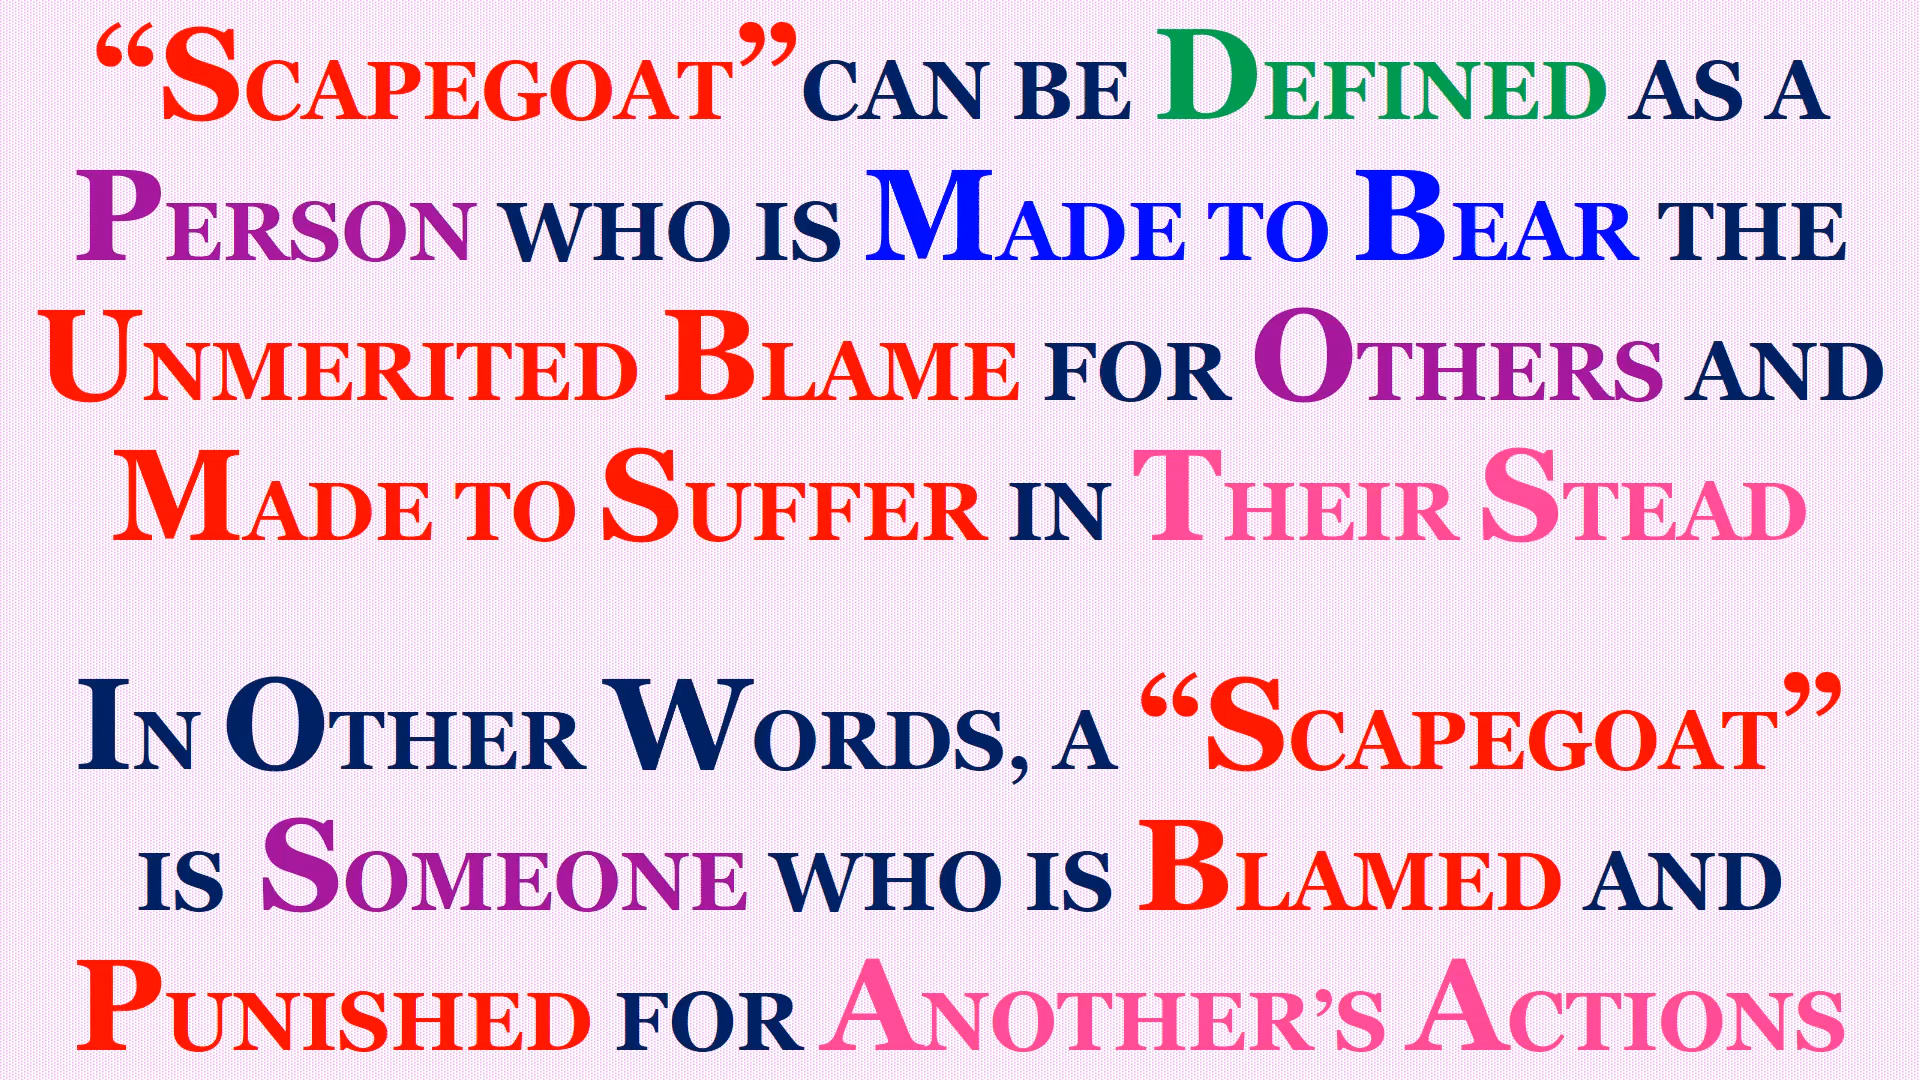 “Scapegoat” can be Defined as a
Person who is Made to Bear the
Unmerited Blame for Others and
Made to Suffer in Their Stead
In Other Words, a “Scapegoat”
is Someone who is Blamed and
Punished for Another’s Actions